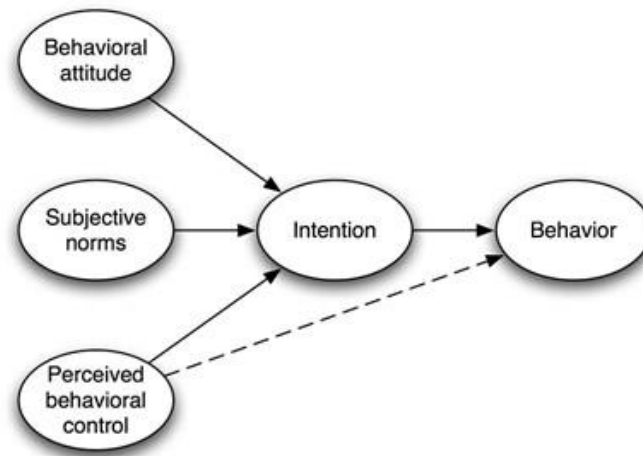 Behavioral
attitude
Subjective
norms
Intention
Behavior
Perceived
behavioral
control